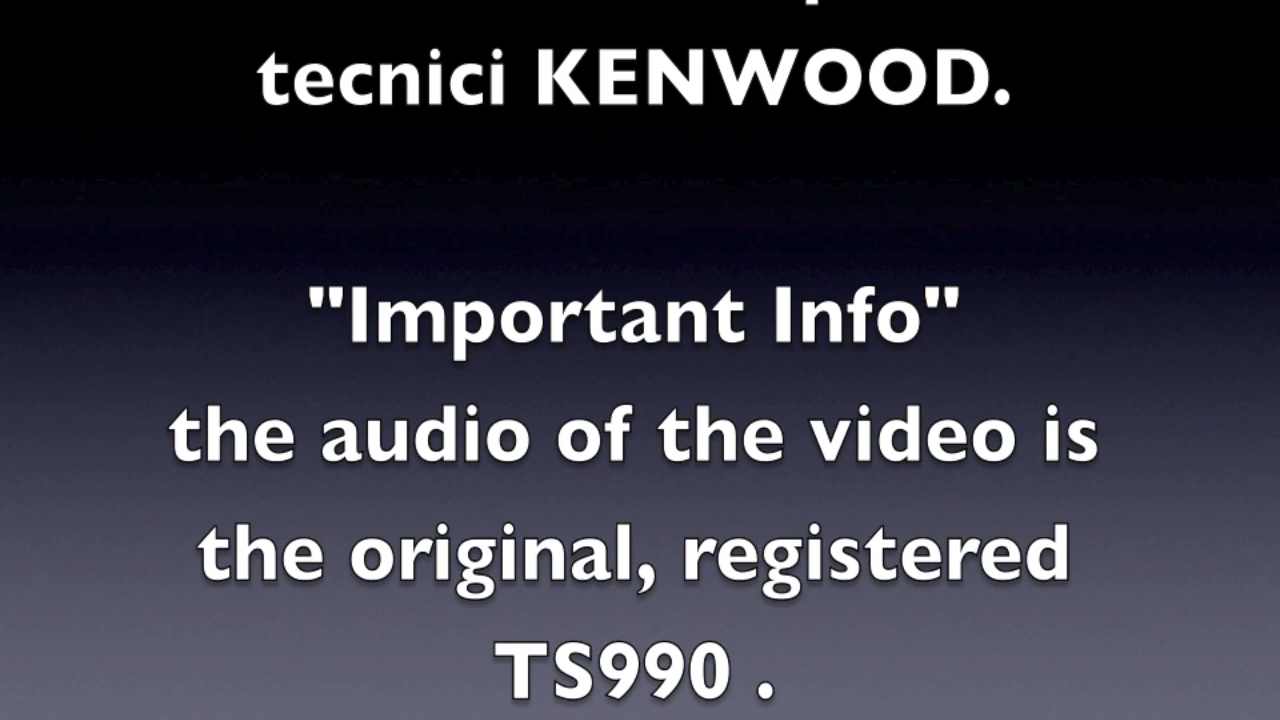 tecnici KENWOOD.
"Important Info"
the audio of the video is
the original, registered
TS990 .